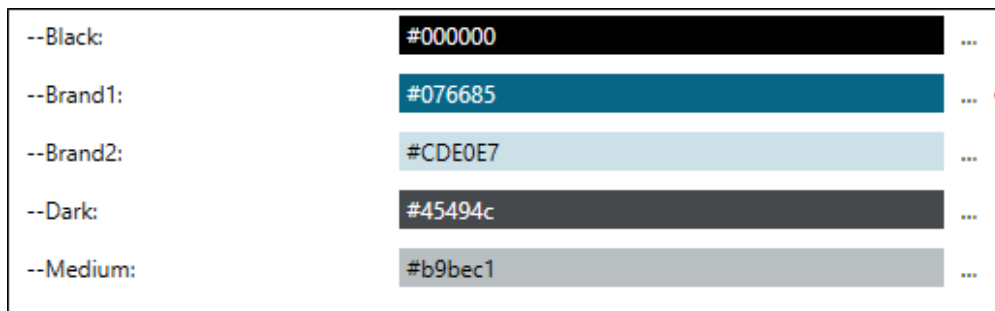 --Black: #000000 ...
--Brand1: #076685 ...
--Brand2: #CDE0E7 ...
--Dark: #45494c ...
--Medium: #b9bec1 ...